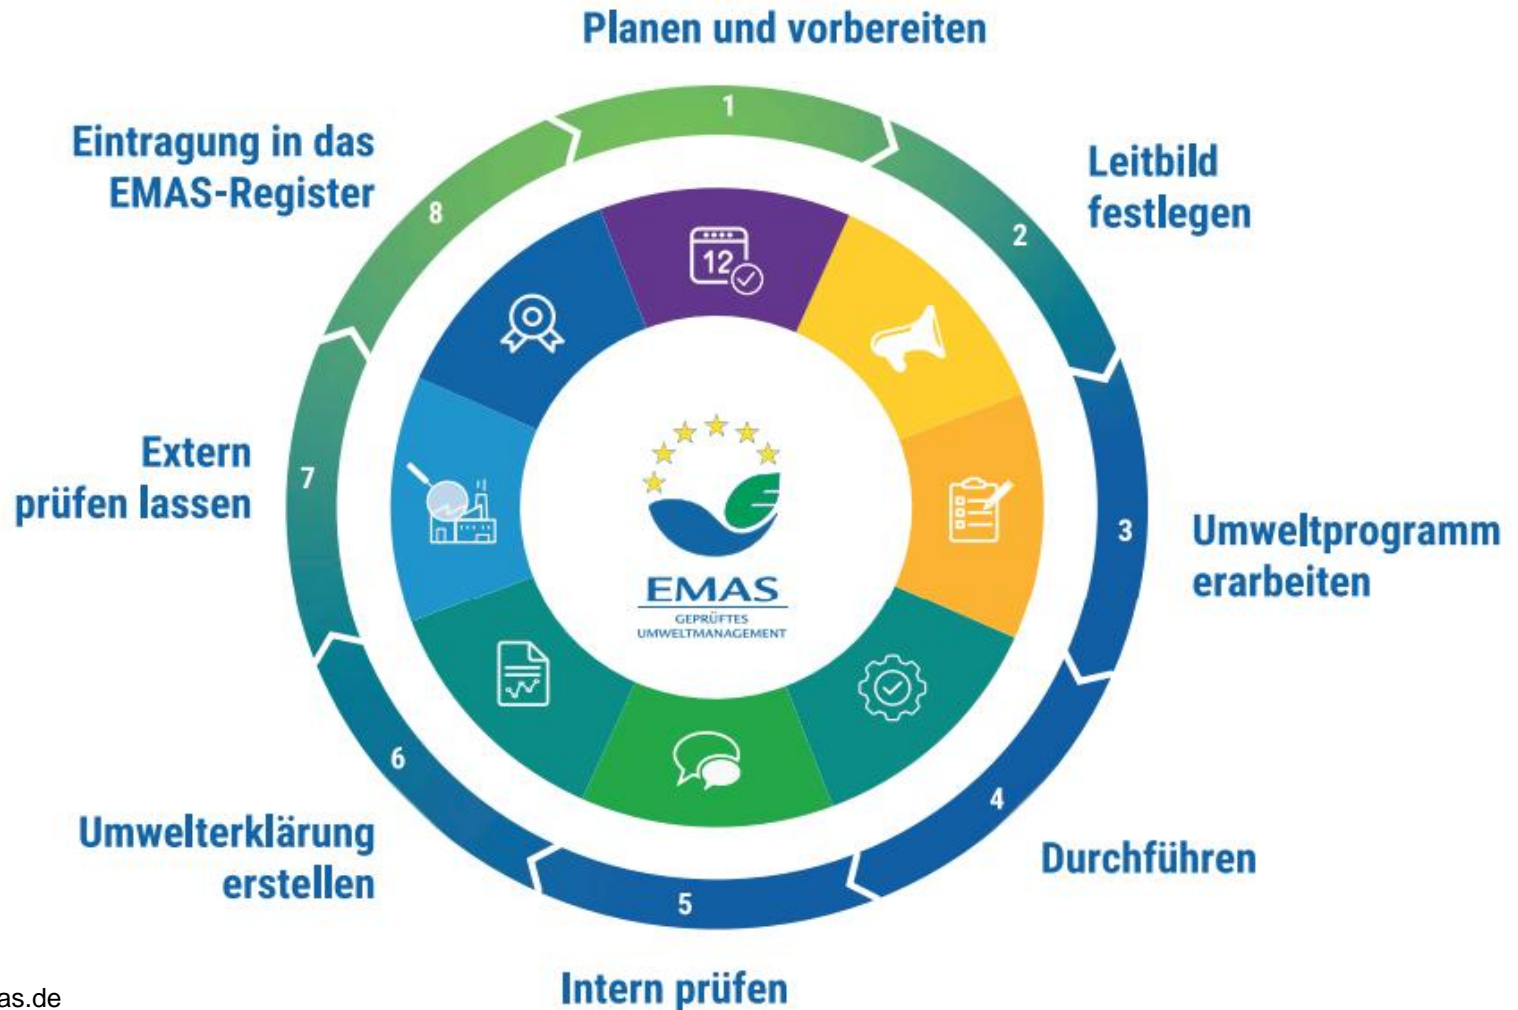 Planen und vorbereiten
1
Leitbild
festlegen
2
3
Umweltprogramm
erarbeiten
4
Durchführen
5
Intern prüfen
6
Umwelterklärung
erstellen
7
Extern
prüfen lassen
8
Eintragung in das
EMAS-Register
12
EMAS
GEPRÜFTES
UMWELTMANAGEMENT
as.de